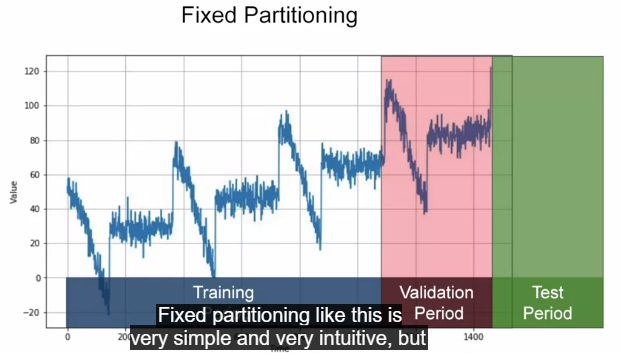 Fixed Partitioning
120
100
80
60
40
20
0
−20
Value
Training
Validation
Period
Test
Period
0
1400
Fixed partitioning like this is
very simple and very intuitive, but